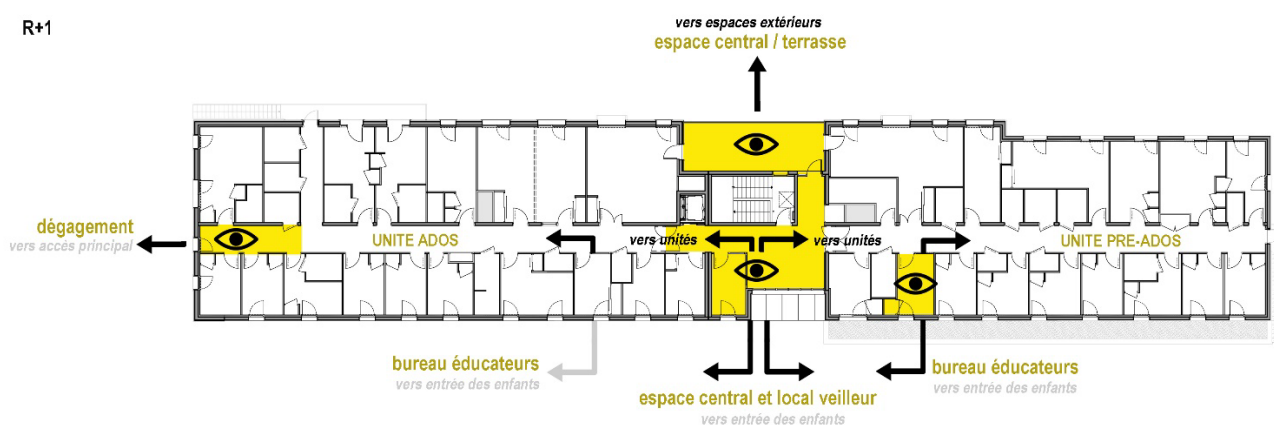 R+1
vers espaces extérieurs
espace central / terrasse
dégagement
vers accès principal
UNITE ADOS
vers unités
vers unités
UNITE PRE-ADOS
bureau éducateurs
vers entrée des enfants
espace central et local veilleur
vers entrée des enfants
bureau éducateurs
vers entrée des enfants